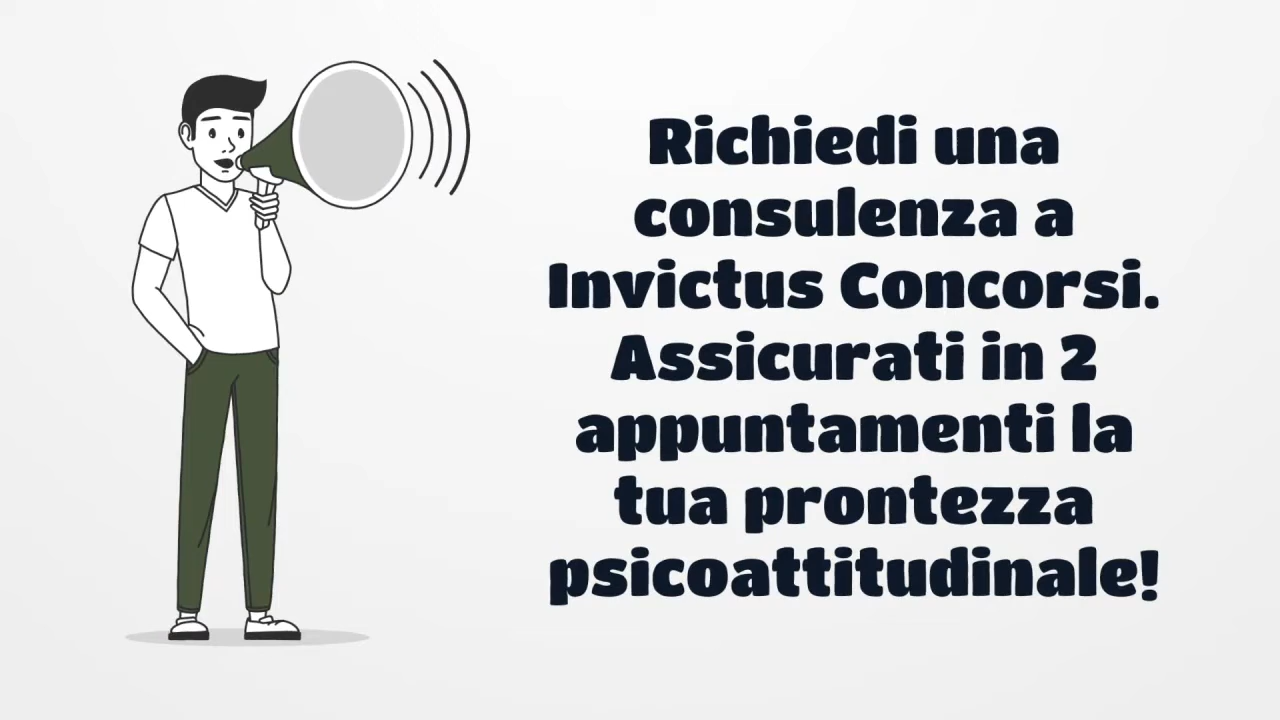 Richiedi una
consulenza a
Invictus Concorsi.
Assicurati in 2
appuntamenti la
tua prontezza
psicoattitudinale!